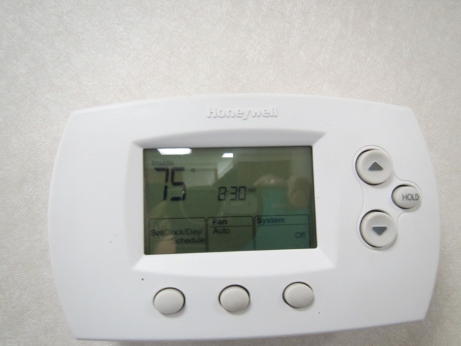 Honeywell
Inside
75°
8:30
Set Clock/Day/
Schedule
Fan
Auto
System
Off
HOLD